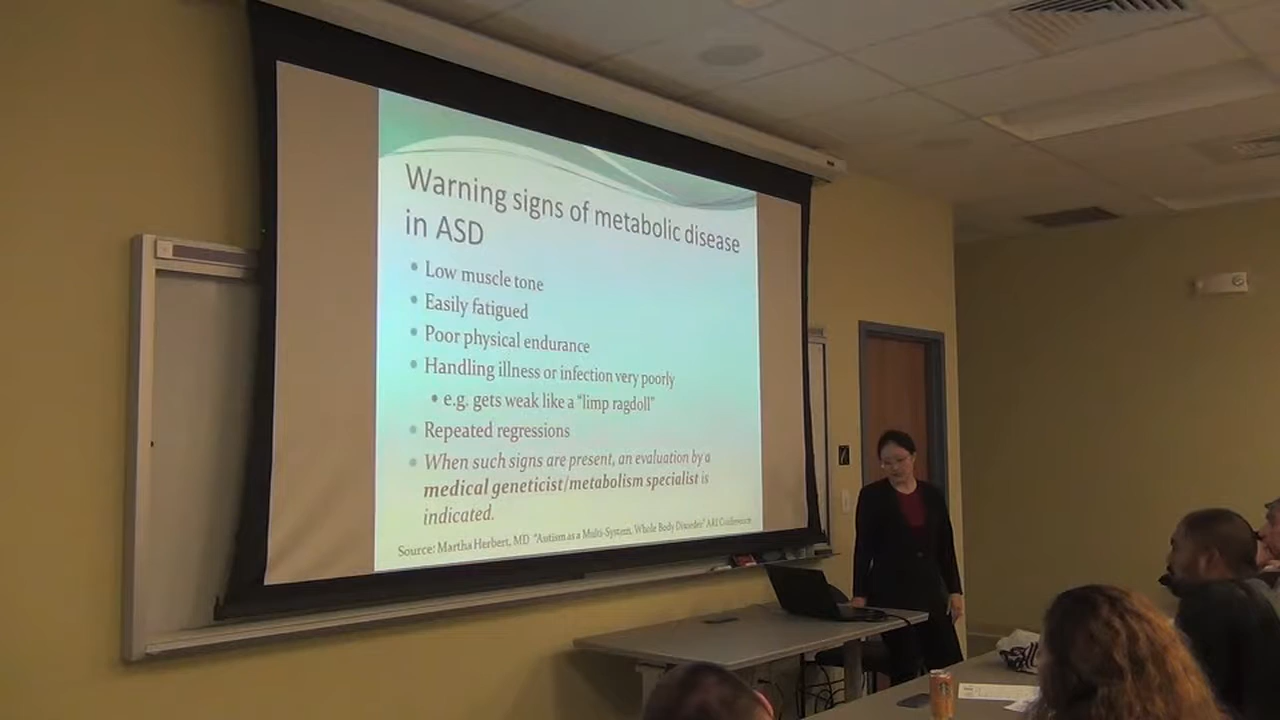 Warning signs of metabolic disease
in ASD
• Low muscle tone
• Easily fatigued
• Poor physical endurance
• Handling illness or infection very poorly
• e.g. gets weak like a “limp ragdoll”
• Repeated regressions
• When such signs are present, an evaluation by a
medical geneticist/metabolism specialist is
indicated.
Source: Martha Herbert, MD “Autism as a Multi-System, Whole Body Disorder” ARI Conference